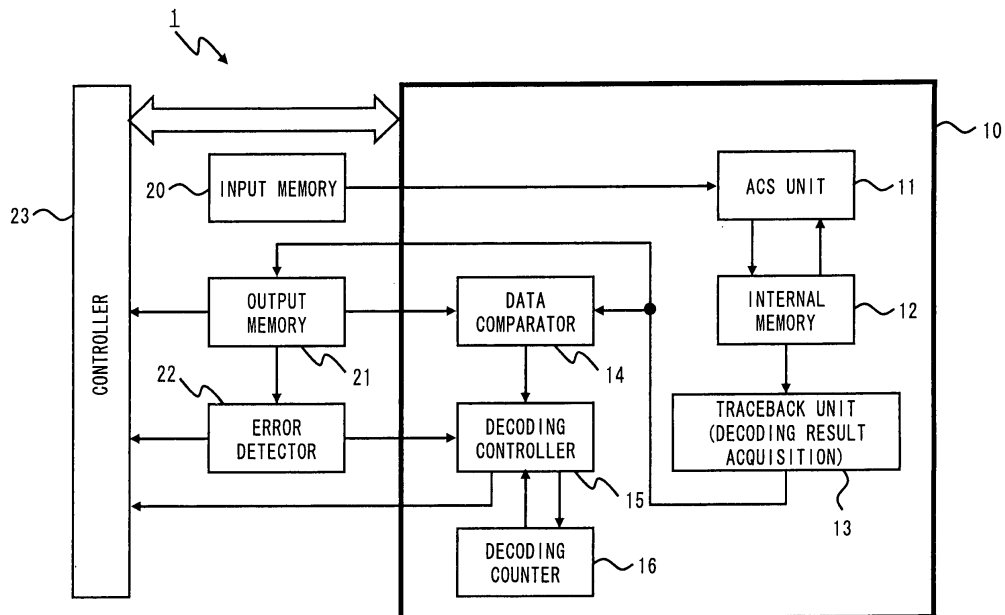 1
10
20
INPUT MEMORY
ACS UNIT
11
23
CONTROLLER
OUTPUT
MEMORY
21
DATA
COMPARATOR
14
INTERNAL
MEMORY
12
22
ERROR
DETECTOR
DECODING
CONTROLLER
15
TRACEBACK UNIT
(DECODING RESULT
ACQUISITION)
13
DECODING
COUNTER
16